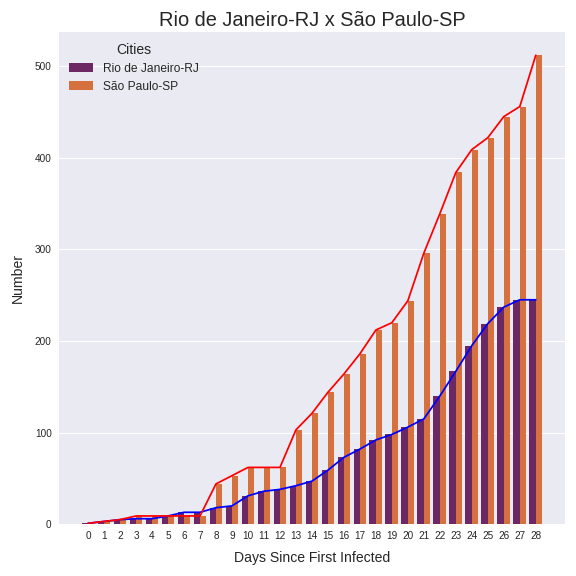 Rio de Janeiro-RJ x São Paulo-SP
Cities
Rio de Janeiro-RJ
São Paulo-SP
Number
500
400
300
200
100
0
0 1 2 3 4 5 6 7 8 9 10 11 12 13 14 15 16 17 18 19 20 21 22 23 24 25 26 27 28
Days Since First Infected